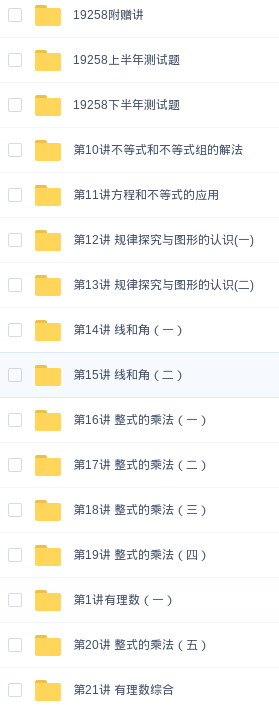 19258附赠讲
19258上半年测试题
19258下半年测试题
第10讲不等式和不等式组的解法
第11讲方程和不等式的应用
第12讲 规律探究与图形的认识(一)
第13讲 规律探究与图形的认识(二)
第14讲 线和角（一）
第15讲 线和角（二）
第16讲 整式的乘法（一）
第17讲 整式的乘法（二）
第18讲 整式的乘法（三）
第19讲 整式的乘法（四）
第1讲有理数（一）
第20讲 整式的乘法（五）
第21讲 有理数综合